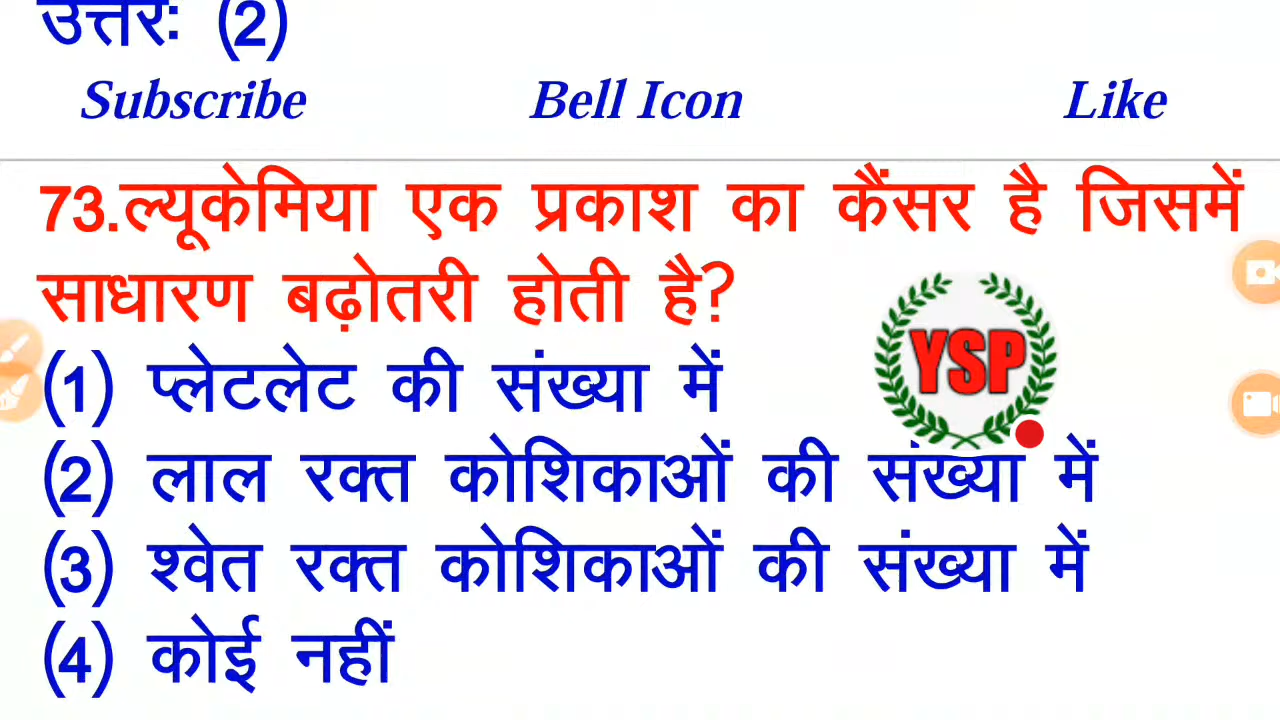 उत्तरः (2)
Subscribe Bell Icon Like
73.ल्यूकेमिया एक प्रकाश का कैंसर है जिसमें
साधारण बढ़ोतरी होती है?
YSP
(1) प्लेटलेट की संख्या में
(2) लाल रक्त कोशिकाओं की संख्या में
(3) श्वेत रक्त कोशिकाओं की संख्या में
(4) कोई नहीं